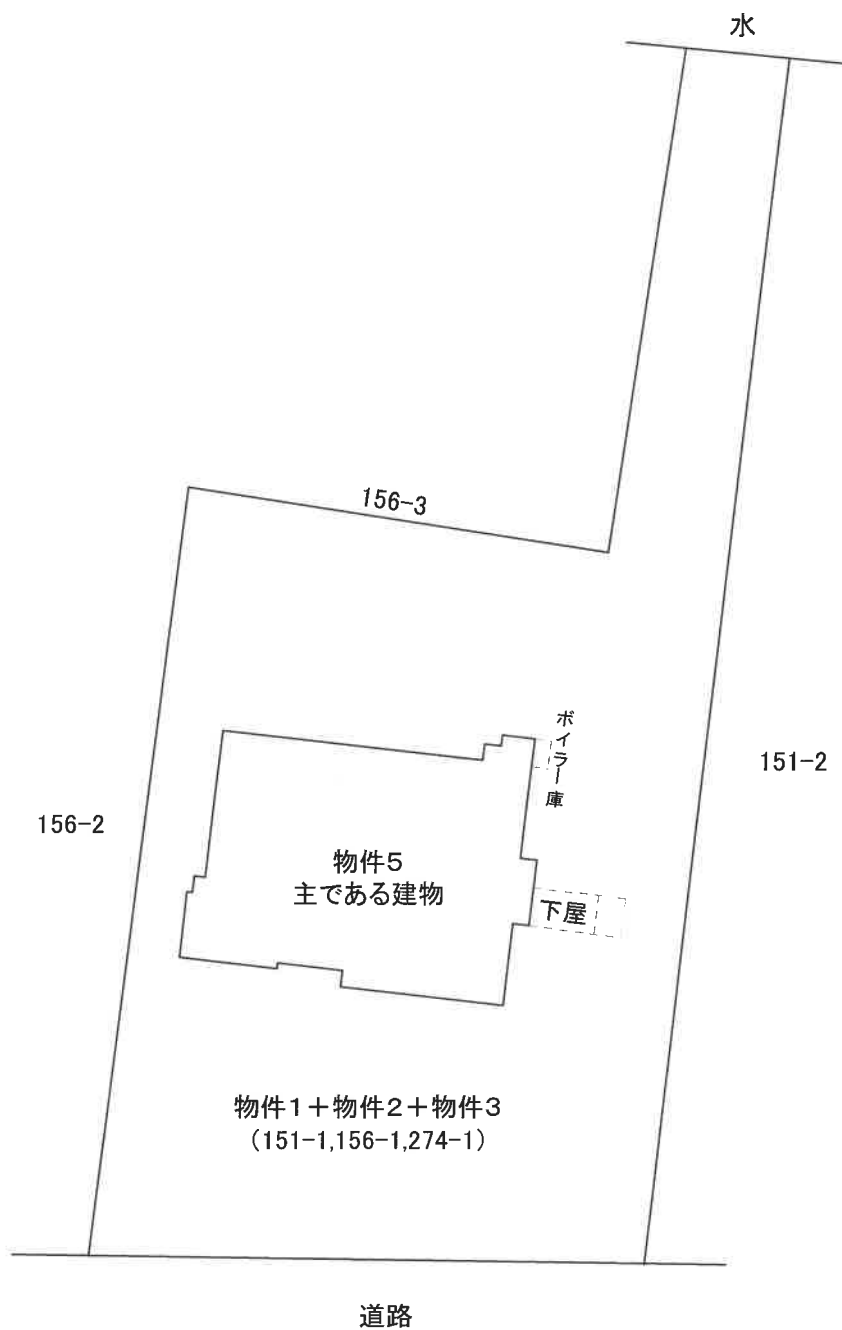 水
156-3
ボイラー庫
151-2
156-2
物件5
主である建物
下屋
物件1+物件2+物件3
(151-1,156-1,274-1)
道路